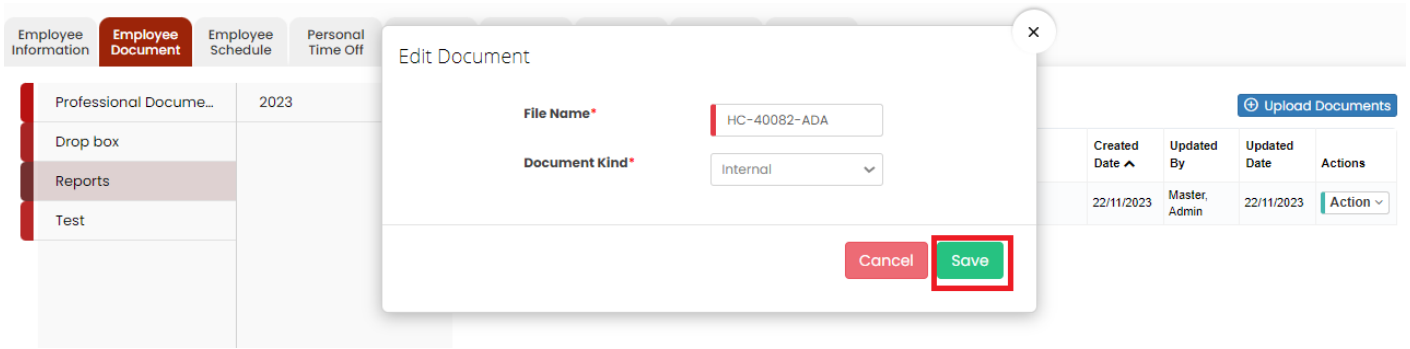 Employee
Information
Employee
Document
Employee
Schedule
Personal
Time Off
Edit Document
×
Professional Docume...
2023
File Name*
HC-40082-ADA
Upload Documents
Drop box
Document Kind*
Internal
Created
Date
Updated
By
Updated
Date
Actions
Reports
22/11/2023
Master,
Admin
22/11/2023
Action
Test
Cancel
Save